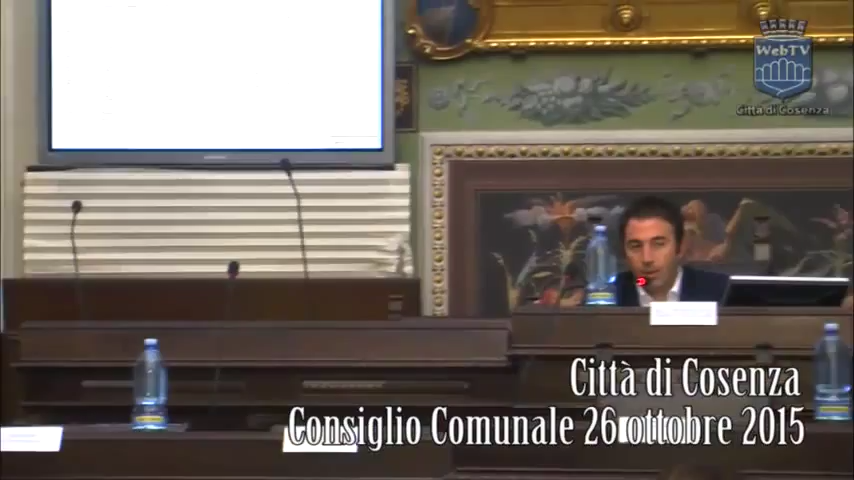 WebTV
Città di Cosenza
Città di Cosenza
Consiglio Comunale 26 ottobre 2015